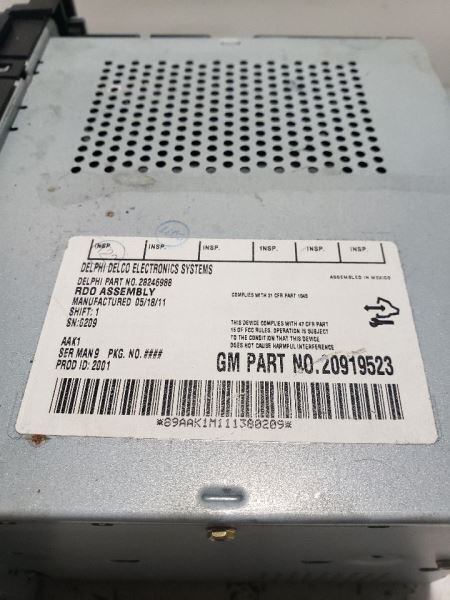 INSP. INSP. INSP. INSP. INSP. INSP.
DELPHI DELCO ELECTRONICS SYSTEMS
ASSEMBLED IN MEXICO
DELPHI PART NO.28246988
RDO ASSEMBLY
COMPLIES WITH 21 CFR PART 1040
MANUFACTURED 05/18/11
SHIFT: 1
SN:0209
THIS DEVICE COMPLIES WITH 47 CFR PART
15 OF FCC RULES. OPERATION IS SUBJECT
TO THE CONDITION THAT THIS DEVICE
DOES NOT CAUSE HARMFUL INTERFERENCE
AAK1
SER MAN 9 PKG. NO. ####
PROD ID: 2001
GM PART NO.20919523
*89AAK1M111380209*